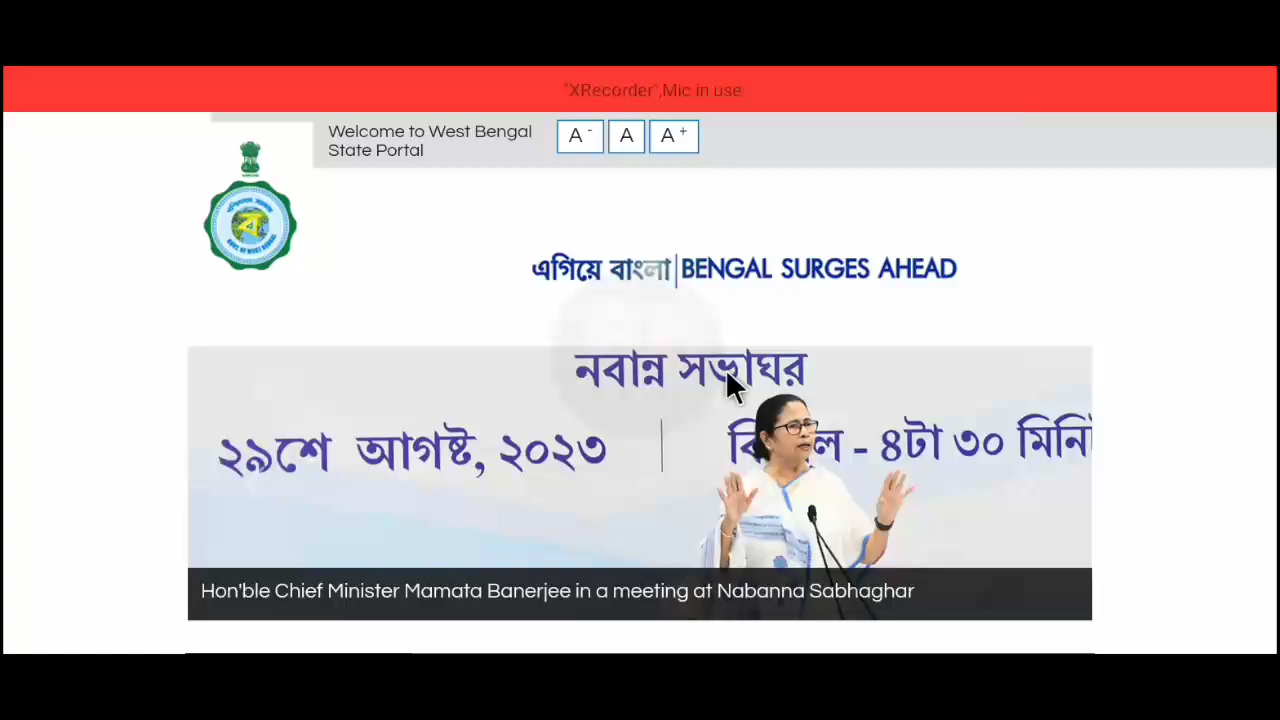 "XRecorder",Mic in use
Welcome to West Bengal
State Portal
A - A A +
এগিয়ে বাংলা|BENGAL SURGES AHEAD
নবান্ন সভাঘর
২৯শে আগষ্ট, ২০২৩
- ৪টা ৩০ মিনি
Hon'ble Chief Minister Mamata Banerjee in a meeting at Nabanna Sabhaghar